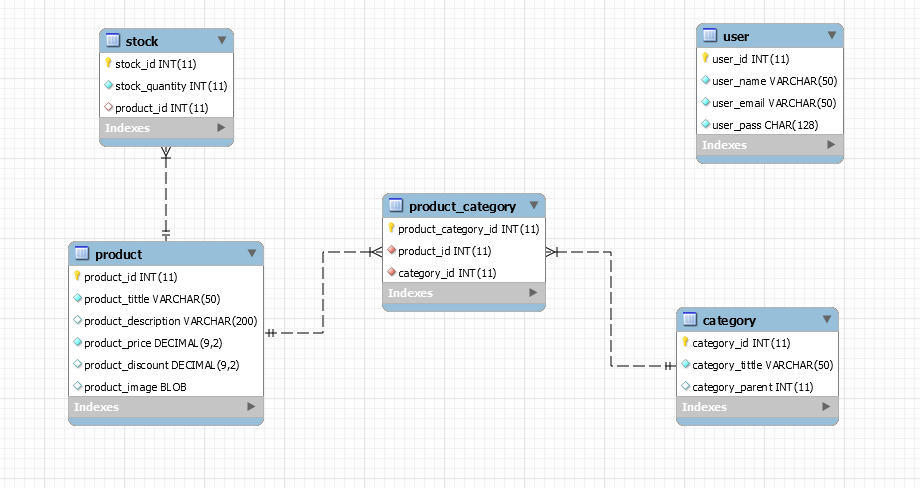 stock
stock_id INT(11)
stock_quantity INT(11)
product_id INT(11)
Indexes
user
user_id INT(11)
user_name VARCHAR(50)
user_email VARCHAR(50)
user_pass CHAR(128)
Indexes
product_category
product_category_id INT(11)
product_id INT(11)
category_id INT(11)
Indexes
product
product_id INT(11)
product_tittle VARCHAR(50)
product_description VARCHAR(200)
product_price DECIMAL(9,2)
product_discount DECIMAL(9,2)
product_image BLOB
Indexes
category
category_id INT(11)
category_tittle VARCHAR(50)
category_parent INT(11)
Indexes